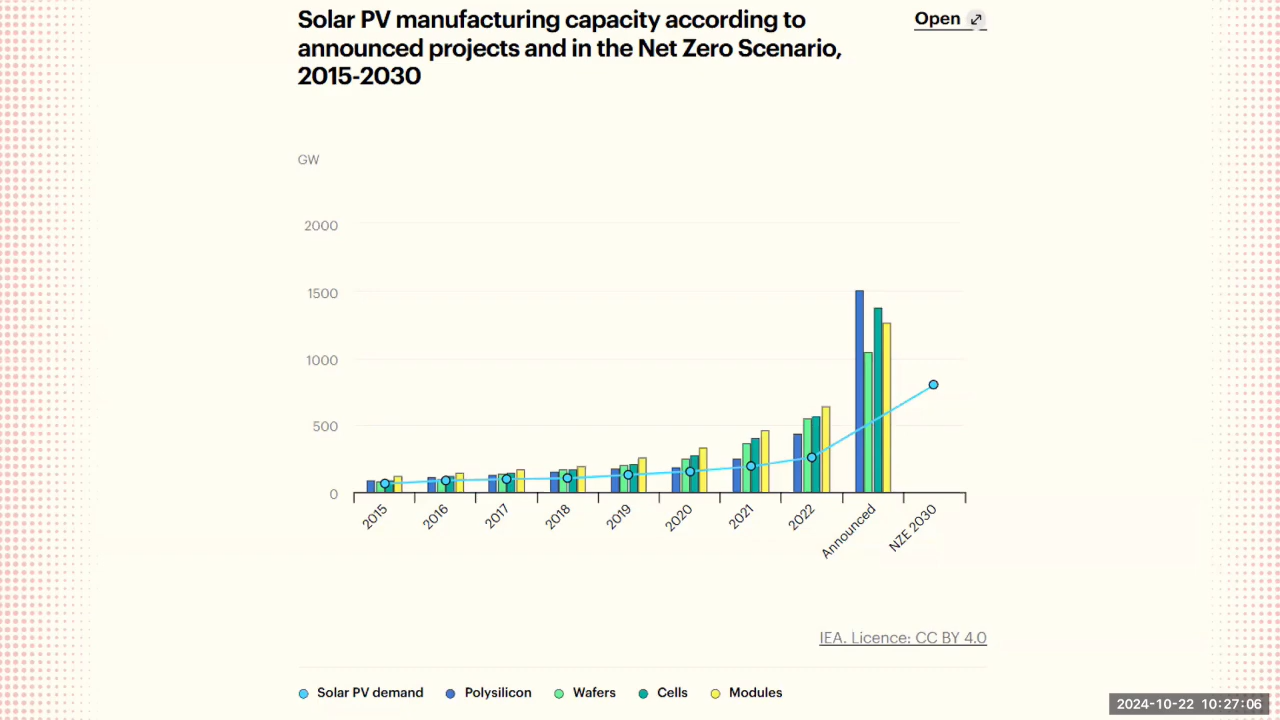 Solar PV manufacturing capacity according to
announced projects and in the Net Zero Scenario,
2015-2030
Open
GW
2000
1500
1000
500
0
2015
2016
2017
2018
2019
2020
2021
2022
Announced
NZE 2030
IEA. Licence: CC BY 4.0
Solar PV demand
Polysilicon
Wafers
Cells
Modules
2024-10-22 10:27:06